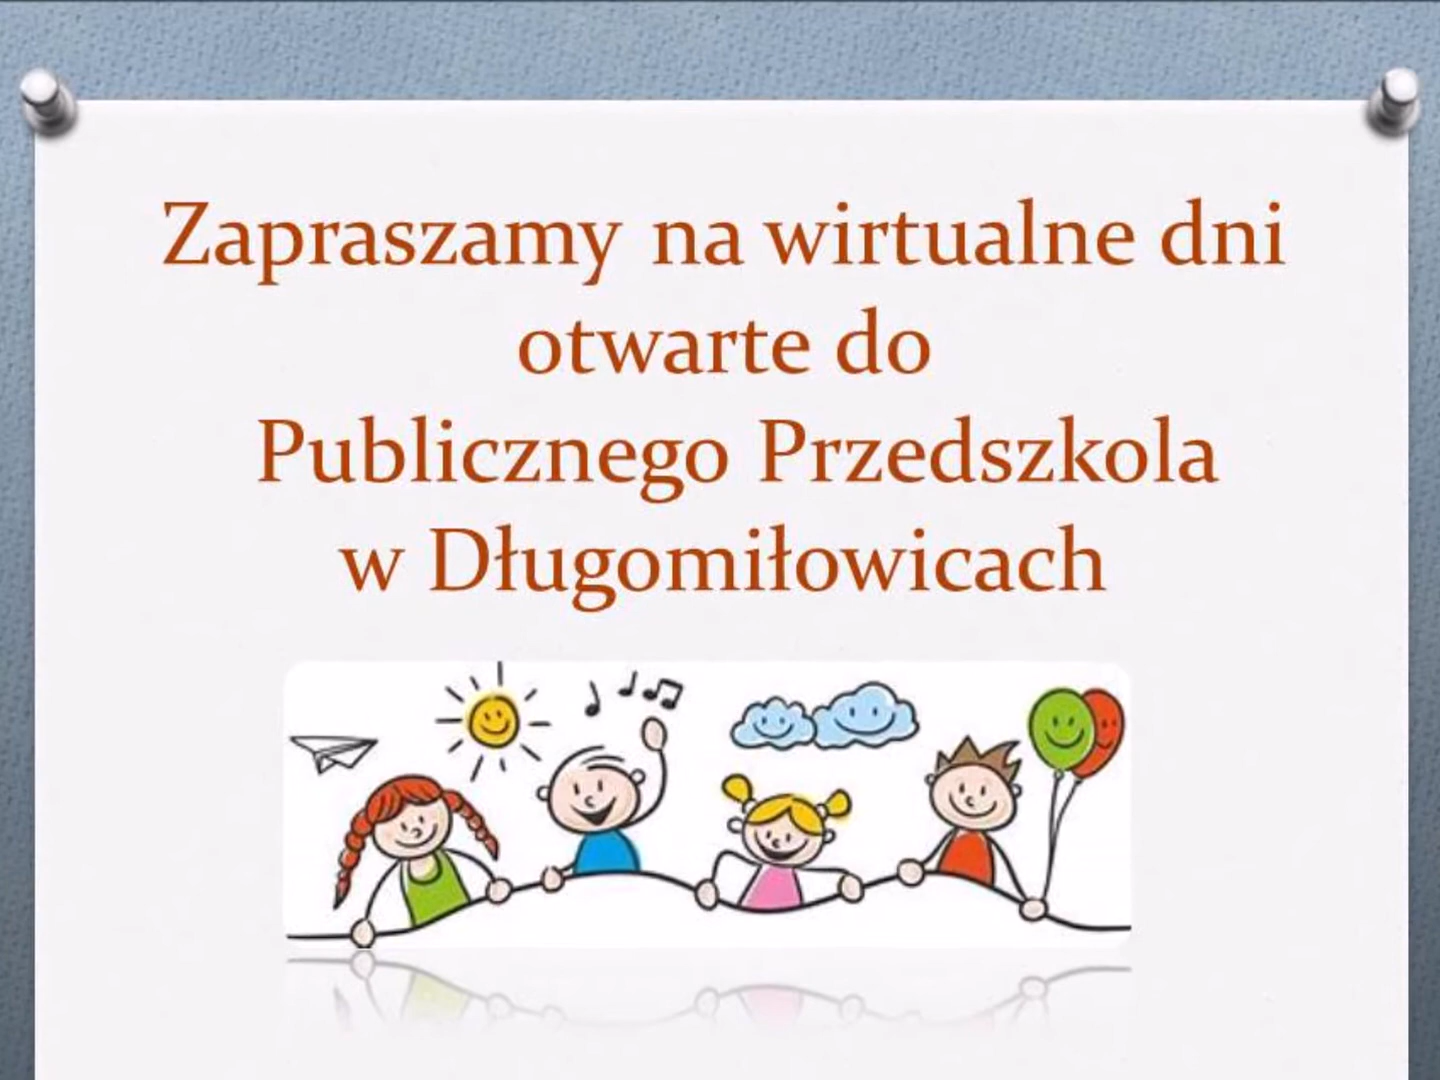 Zapraszamy na wirtualne dni
otwarte do
Publicznego Przedszkola
w Długomiłowicach